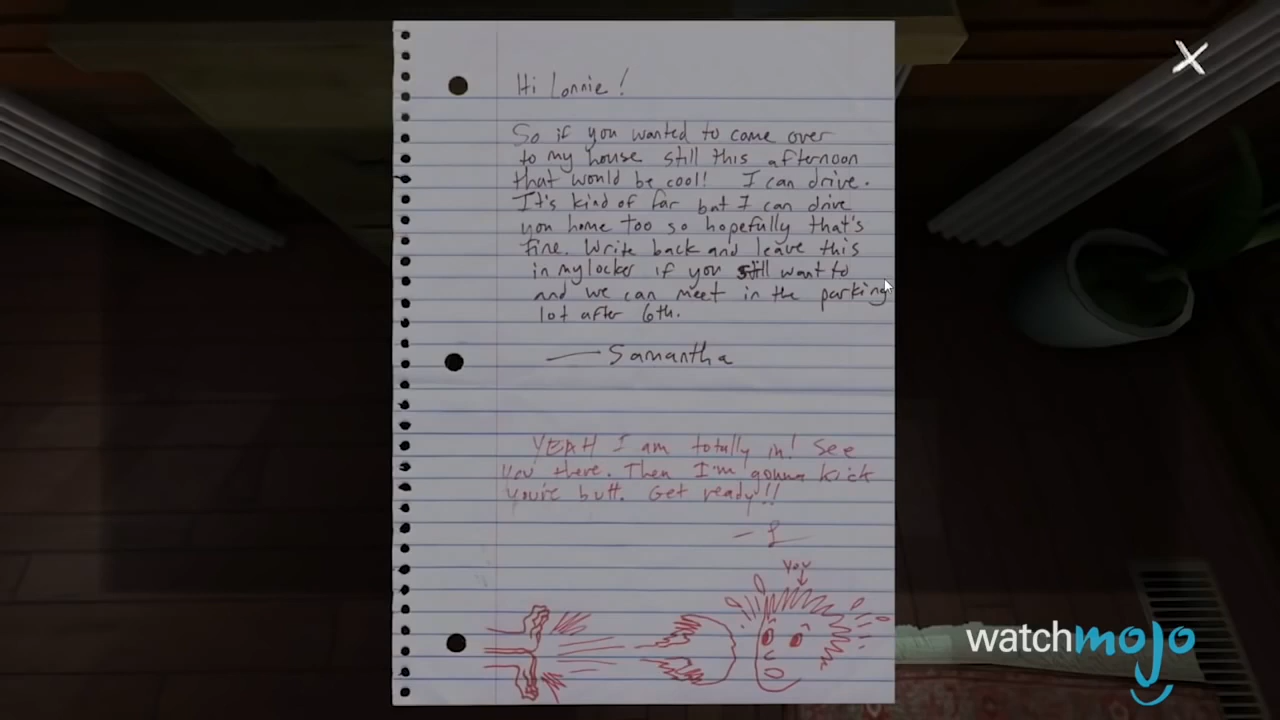 Hi Lonnie!
So if you wanted to come over
to my house still this afternoon
that would be cool! I can drive.
It's kind of far but I can drive
you home too so hopefully that's
fine. Write back and leave this
in my locker if you still want to
and we can meet in the parking
lot after 6th.
— Samantha
YEAH I am totally in! See
you there. Then I'm gonna kick
you're butt. Get ready!!
- L
YOU
watchmojo